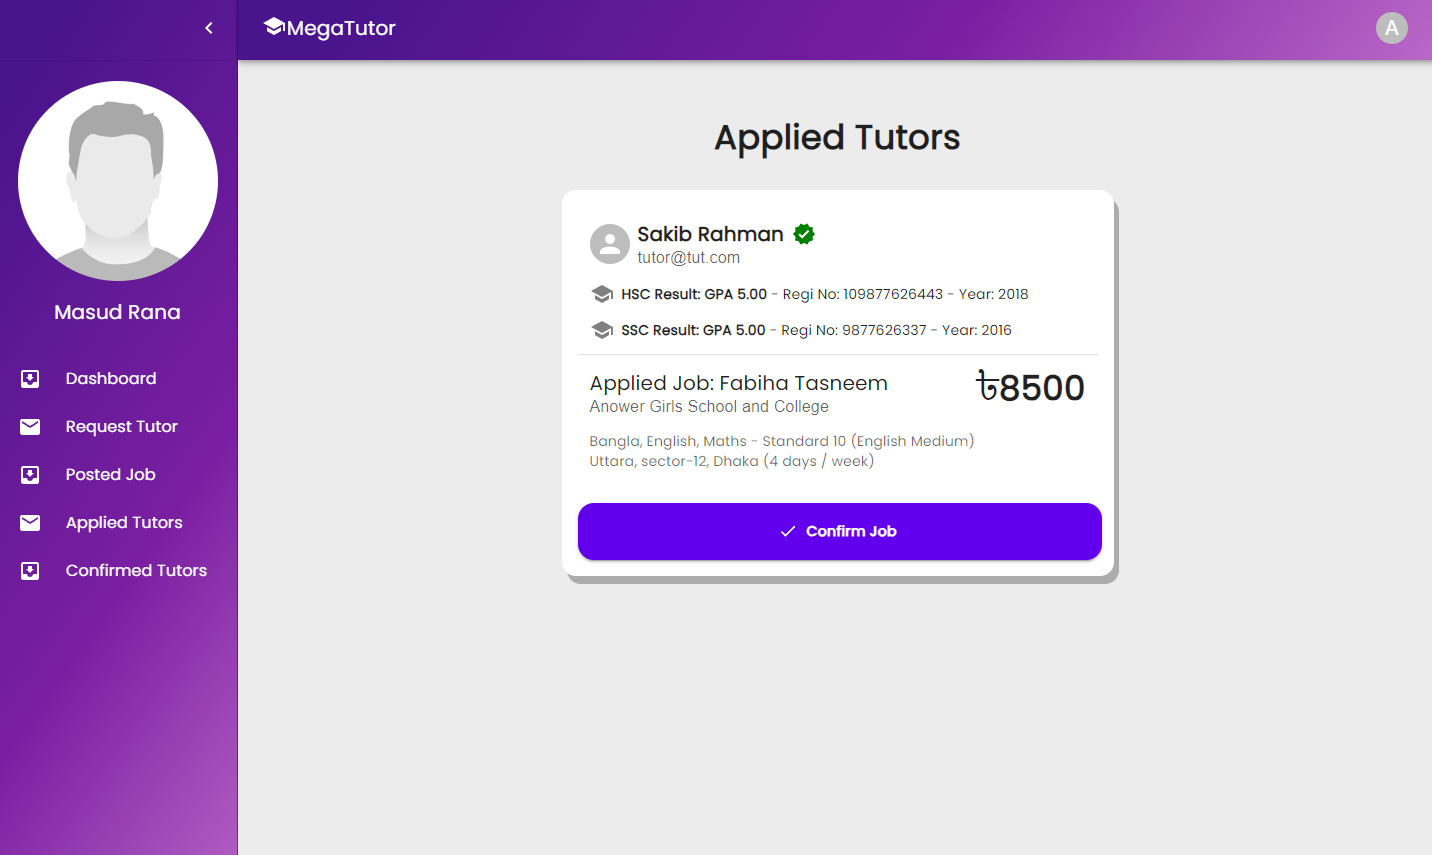 MegaTutor
A
Masud Rana
Dashboard
Request Tutor
Posted Job
Applied Tutors
Confirmed Tutors
Applied Tutors
Sakib Rahman
tutor@tut.com
HSC Result: GPA 5.00 - Regi No: 109877626443 - Year: 2018
SSC Result: GPA 5.00 - Regi No: 9877626337 - Year: 2016
Applied Job: Fabiha Tasneem
৳8500
Anower Girls School and College
Bangla, English, Maths - Standard 10 (English Medium)
Uttara, sector-12, Dhaka (4 days / week)
Confirm Job